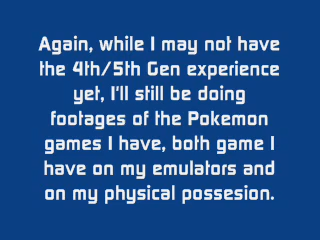 Again, while I may not have
the 4th/5th Gen experience
yet, I'll still be doing
footages of the Pokemon
games I have, both game I
have on my emulators and
on my physical possesion.